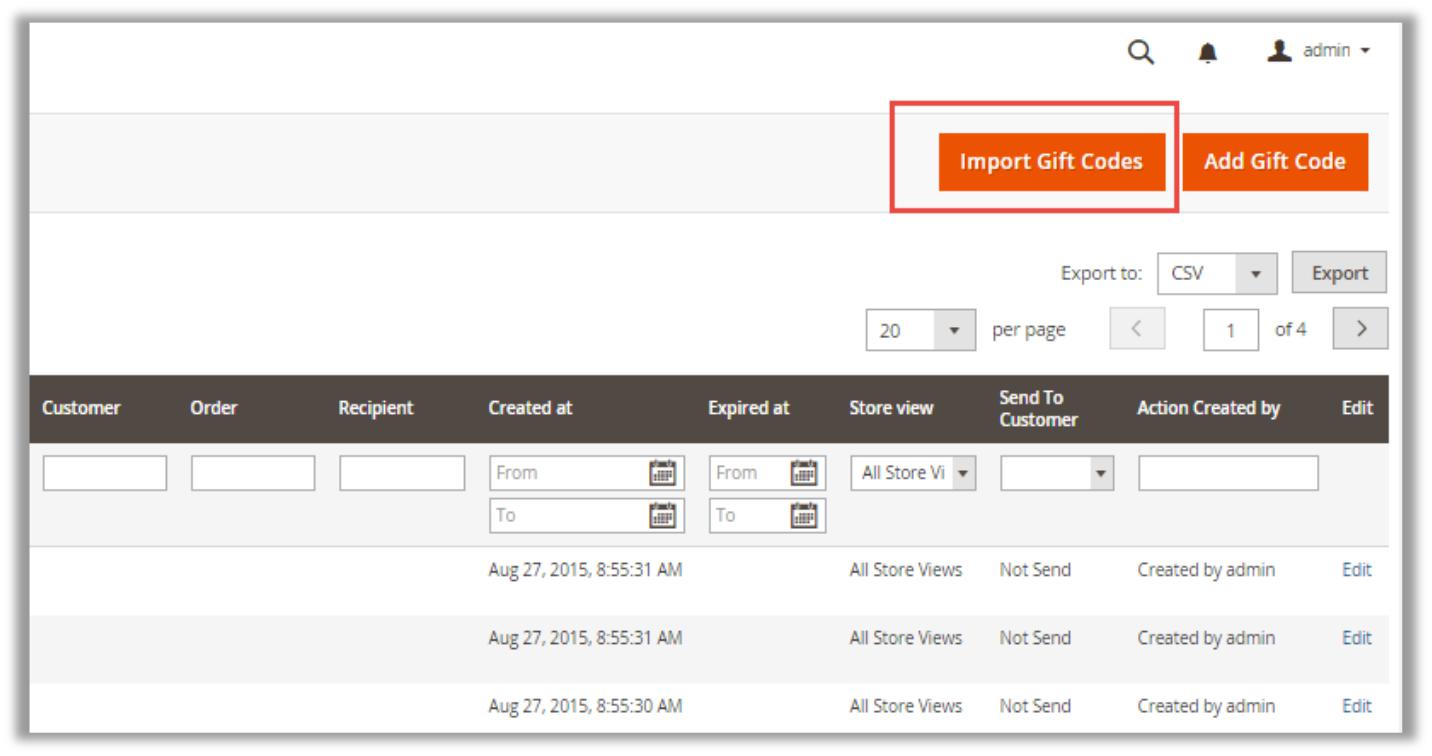 admin
Import Gift Codes Add Gift Code
Export to: CSV Export
20 per page 1 of 4
Customer Order Recipient Created at Expired at Store view Send To Customer Action Created by Edit
From From All Store Vi
To To
Aug 27, 2015, 8:55:31 AM All Store Views Not Send Created by admin Edit
Aug 27, 2015, 8:55:31 AM All Store Views Not Send Created by admin Edit
Aug 27, 2015, 8:55:30 AM All Store Views Not Send Created by admin Edit